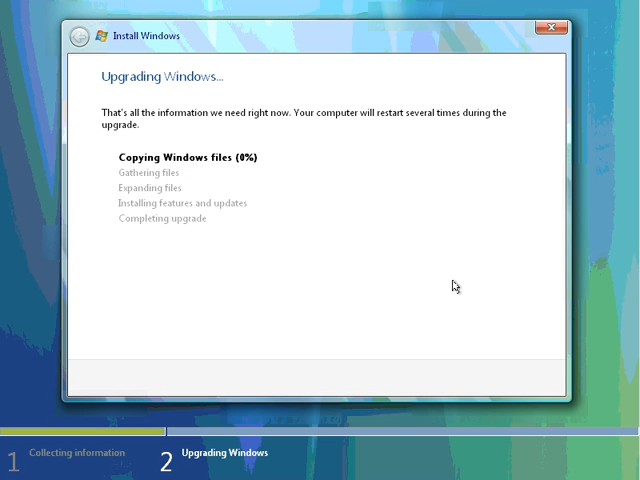 Install Windows
Upgrading Windows...
That's all the information we need right now. Your computer will restart several times during the
upgrade.
Copying Windows files (0%)
Gathering files
Expanding files
Installing features and updates
Completing upgrade
1 Collecting information
2 Upgrading Windows